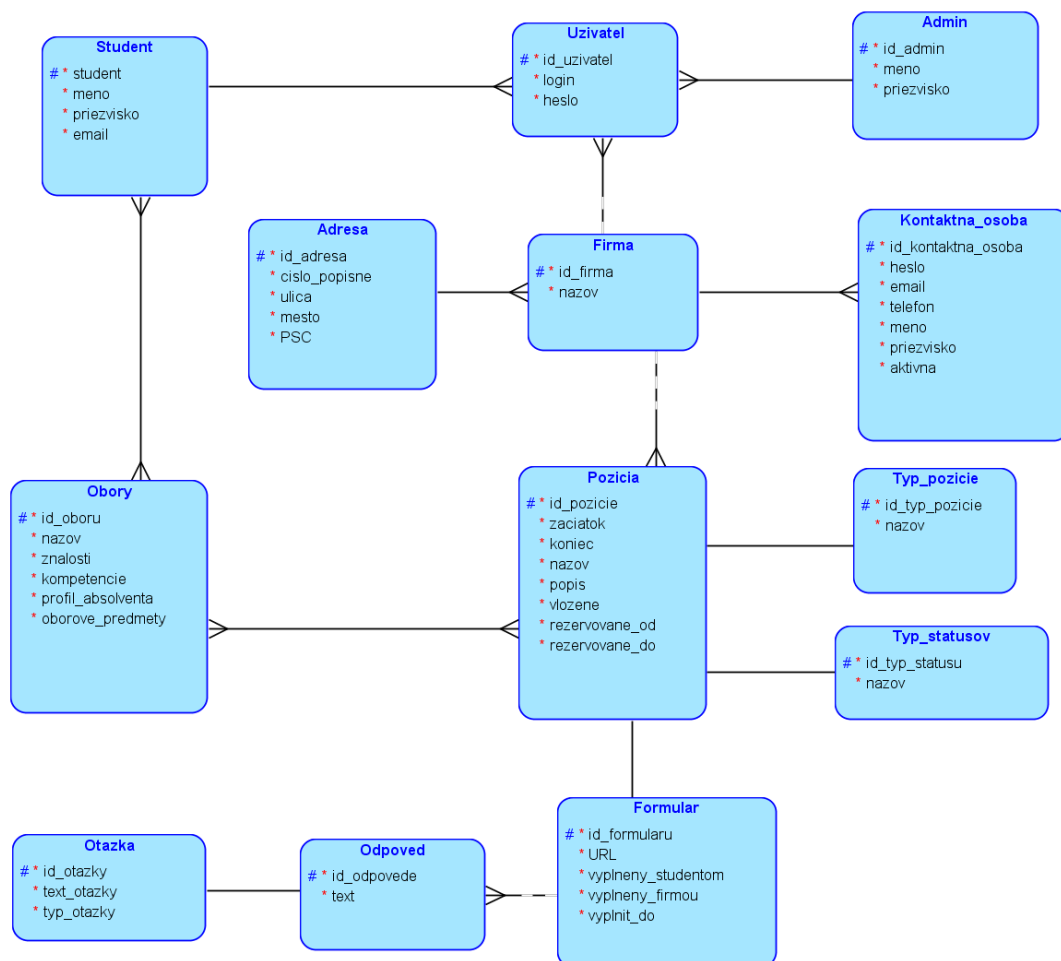 Student
# * student
* meno
* priezvisko
* email
Uzivatel
# * id_uzivatel
* login
* heslo
Admin
# * id_admin
* meno
* priezvisko
Adresa
# * id_adresa
* cislo_popisne
* ulica
* mesto
* PSC
Firma
# * id_firma
* nazov
Kontaktna_osoba
# * id_kontaktna_osoba
* heslo
* email
* telefon
* meno
* priezvisko
* aktivna
Obory
# * id_oboru
* nazov
* znalosti
* kompetencie
* profil_absolventa
* oborove_predmety
Pozicia
# * id_pozicie
* zaciatok
* koniec
* nazov
* popis
* vlozene
* rezervovane_od
* rezervovane_do
Typ_pozicie
# * id_typ_pozicie
* nazov
Typ_statusov
# * id_typ_statusu
* nazov
Otazka
# * id_otazky
* text_otazky
* typ_otazky
Odpoved
# * id_odpovede
* text
Formular
# * id_formularu
* URL
* vyplneny_studentom
* vyplneny_firmou
* vyplnit_do